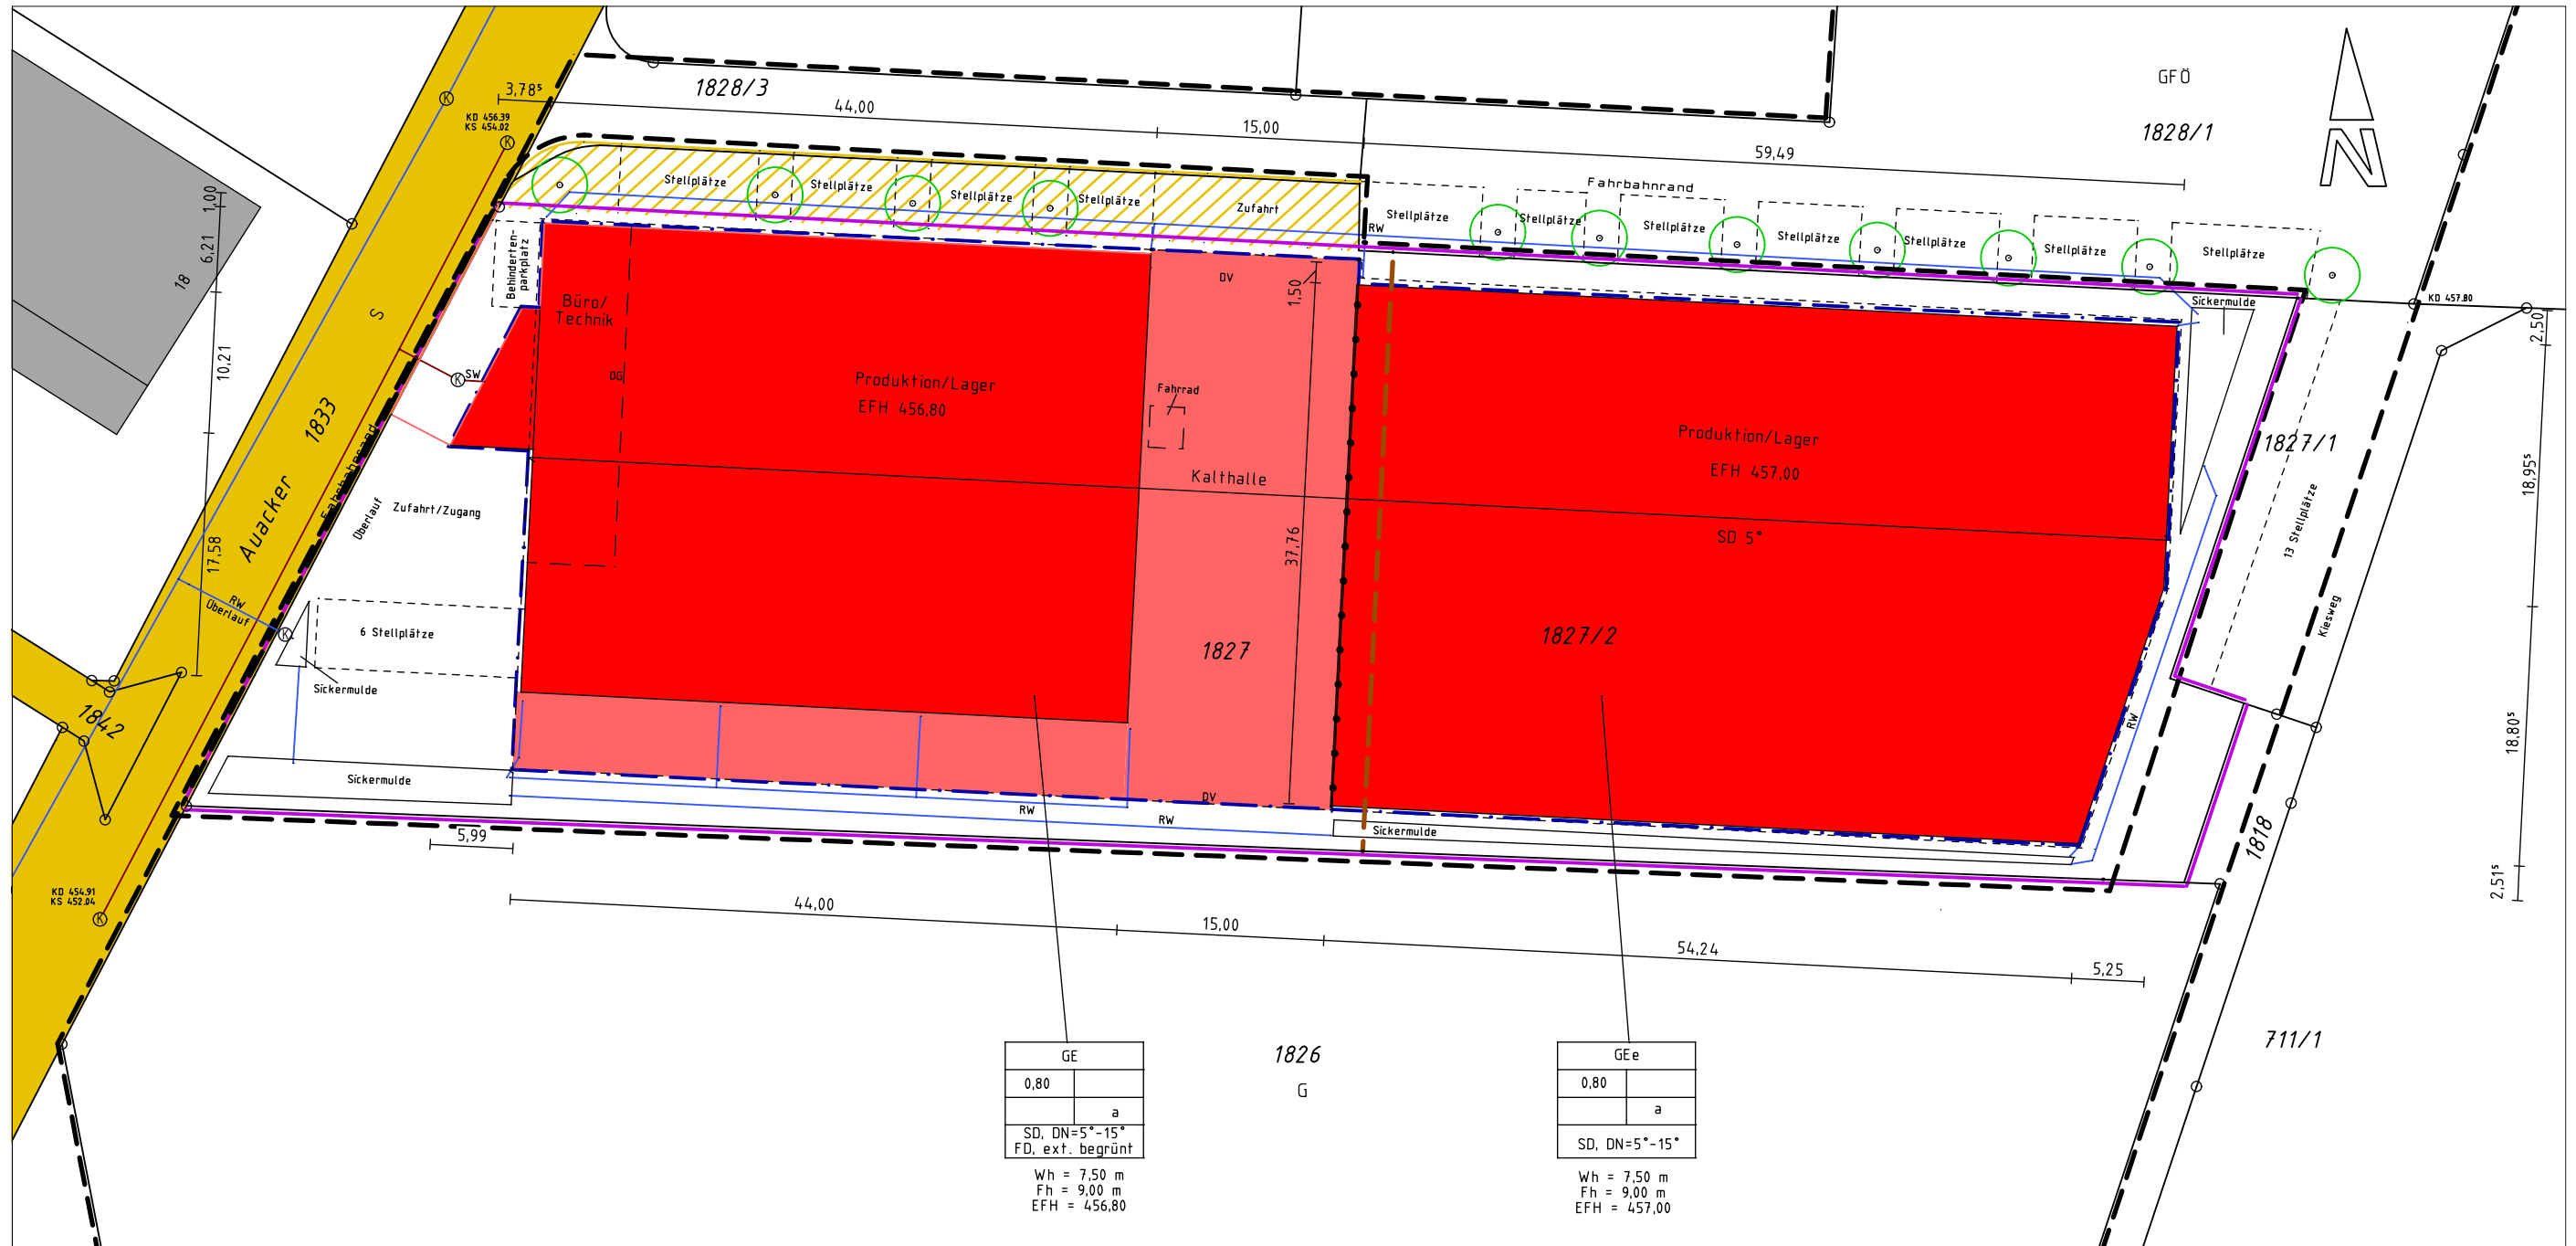 GFÖ
1828/3
1828/1
3,78⁵
44,00
15,00
59,49
N
KD 456.39
KS 454.02
Stellplätze
Stellplätze
Stellplätze
Stellplätze
Zufahrt
Fahrbahnrand
Stellplätze
Stellplätze
Stellplätze
Stellplätze
Stellplätze
Stellplätze
Stellplätze
RW
1,00
6,21
18
10,21
17,58
Behinderten-
parkplatz
DV
1,50
Sickermulde
KD 457.80
2,50
Büro/
Technik
S
SW
OG
Produktion/Lager
EFH 456,80
Fahrrad
Kalthalle
Produktion/Lager
EFH 457,00
SD 5°
1827/1
18,95⁵
Auacker
1833
Fahrbahnrand
Überlauf
Zufahrt/Zugang
37,76
13 Stellplätze
Kiesweg
RW
Überlauf
K
K
K
K
K
6 Stellplätze
Sickermulde
1827
1827/2
1842
Sickermulde
DV
RW
RW
Sickermulde
RW
18,80⁵
1818
2,51⁵
5,99
KD 454.91
KS 452.04
44,00
15,00
54,24
5,25
1826
G
711/1
GE
0,80
a
SD, DN=5°-15°
FD, ext. begrünt
Wh = 7,50 m
Fh = 9,00 m
EFH = 456,80
GEe
0,80
a
SD, DN=5°-15°
Wh = 7,50 m
Fh = 9,00 m
EFH = 457,00